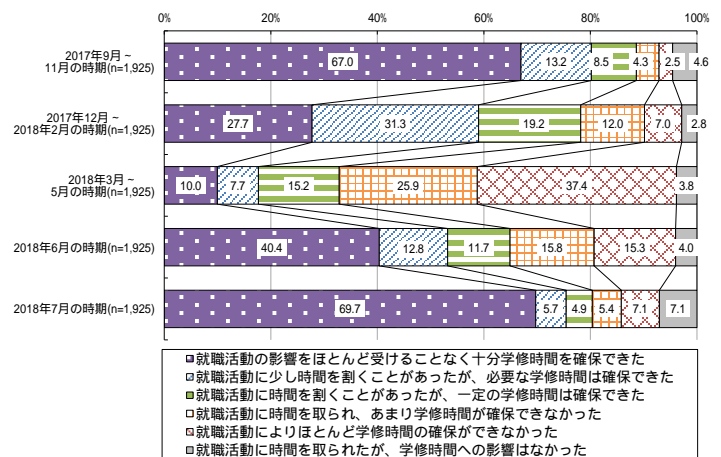 0% 20% 40% 60% 80% 100%
2017年9月~
11月の時期(n=1,925)
67.0 13.2 8.5 4.3 2.5 4.6
2017年12月~
2018年2月の時期(n=1,925)
27.7 31.3 19.2 12.0 7.0 2.8
2018年3月~
5月の時期(n=1,925)
10.0 7.7 15.2 25.9 37.4 3.8
2018年6月の時期(n=1,925)
40.4 12.8 11.7 15.8 15.3 4.0
2018年7月の時期(n=1,925)
69.7 5.7 4.9 5.4 7.1 7.1
就職活動の影響をほとんど受けることなく十分学修時間を確保できた
就職活動に少し時間を割くことがあったが、必要な学修時間は確保できた
就職活動に時間を割くことがあったが、一定の学修時間は確保できた
就職活動に時間を取られ、あまり学修時間が確保できなかった
就職活動によりほとんど学修時間の確保ができなかった
就職活動に時間を取られたが、学修時間への影響はなかった